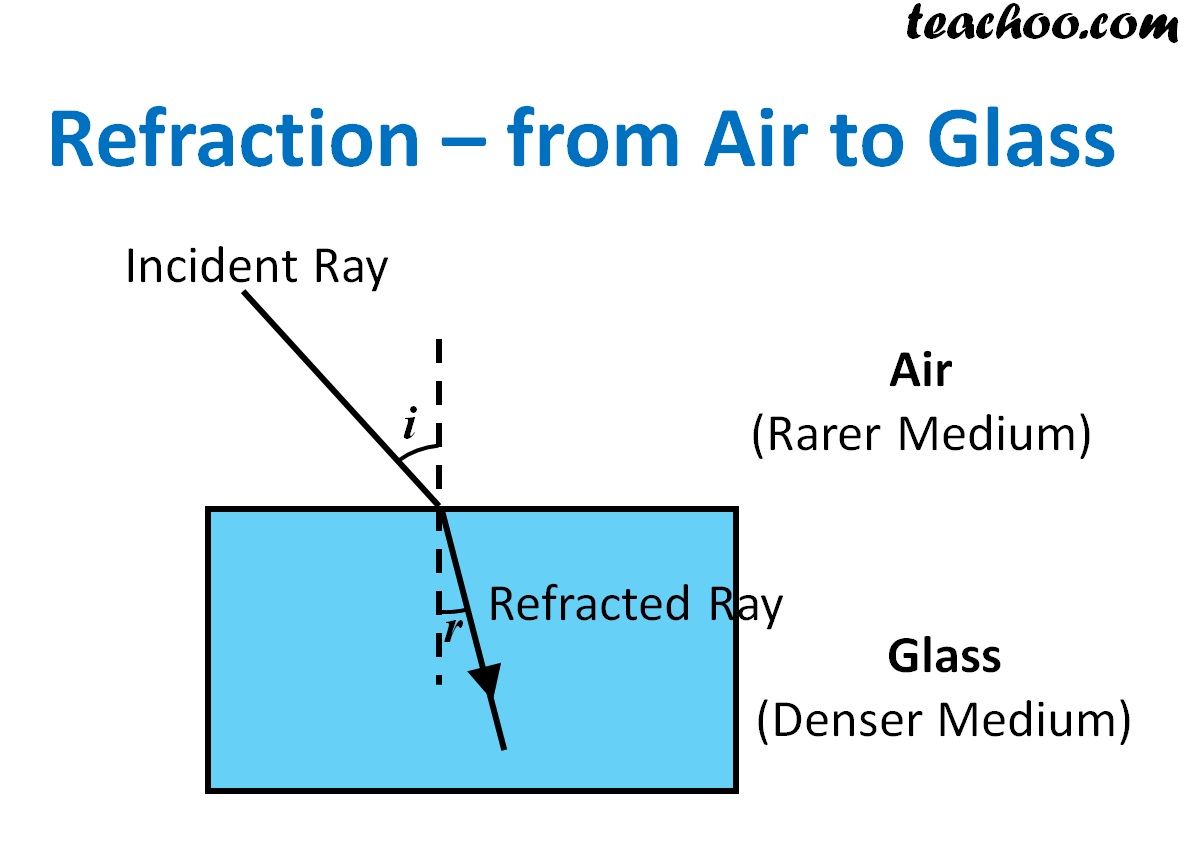 teachoo.com
Refraction – from Air to Glass
Incident Ray
i
Air
(Rarer Medium)
Refracted Ray
r
Glass
(Denser Medium)